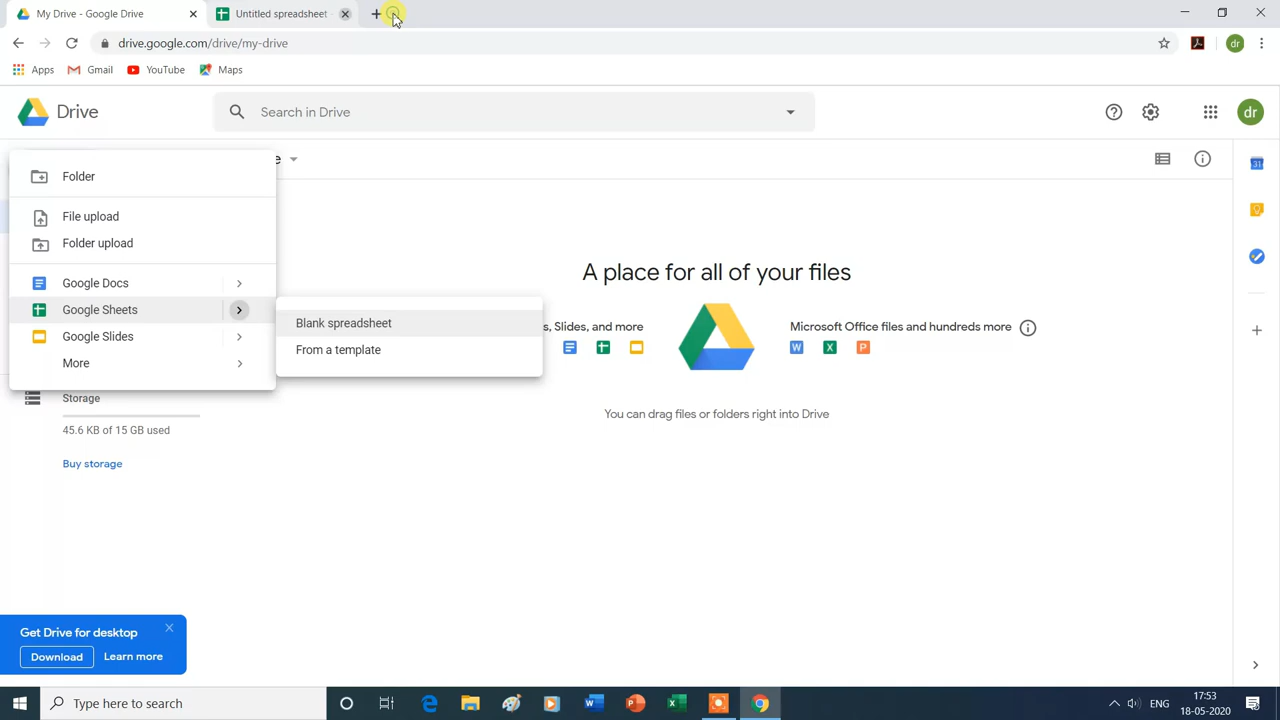 My Drive - Google Drive
Untitled spreadsheet
drive.google.com/drive/my-drive
dr
Apps
Gmail
YouTube
Maps
Drive
Search in Drive
dr
Folder
e
31
File upload
Folder upload
A place for all of your files
Google Docs
Google Sheets
Blank spreadsheet
s, Slides, and more
Microsoft Office files and hundreds more
Google Slides
From a template
W
X
P
More
Storage
You can drag files or folders right into Drive
45.6 KB of 15 GB used
Buy storage
Get Drive for desktop
Download
Learn more
Type here to search
ENG
17:53
18-05-2020